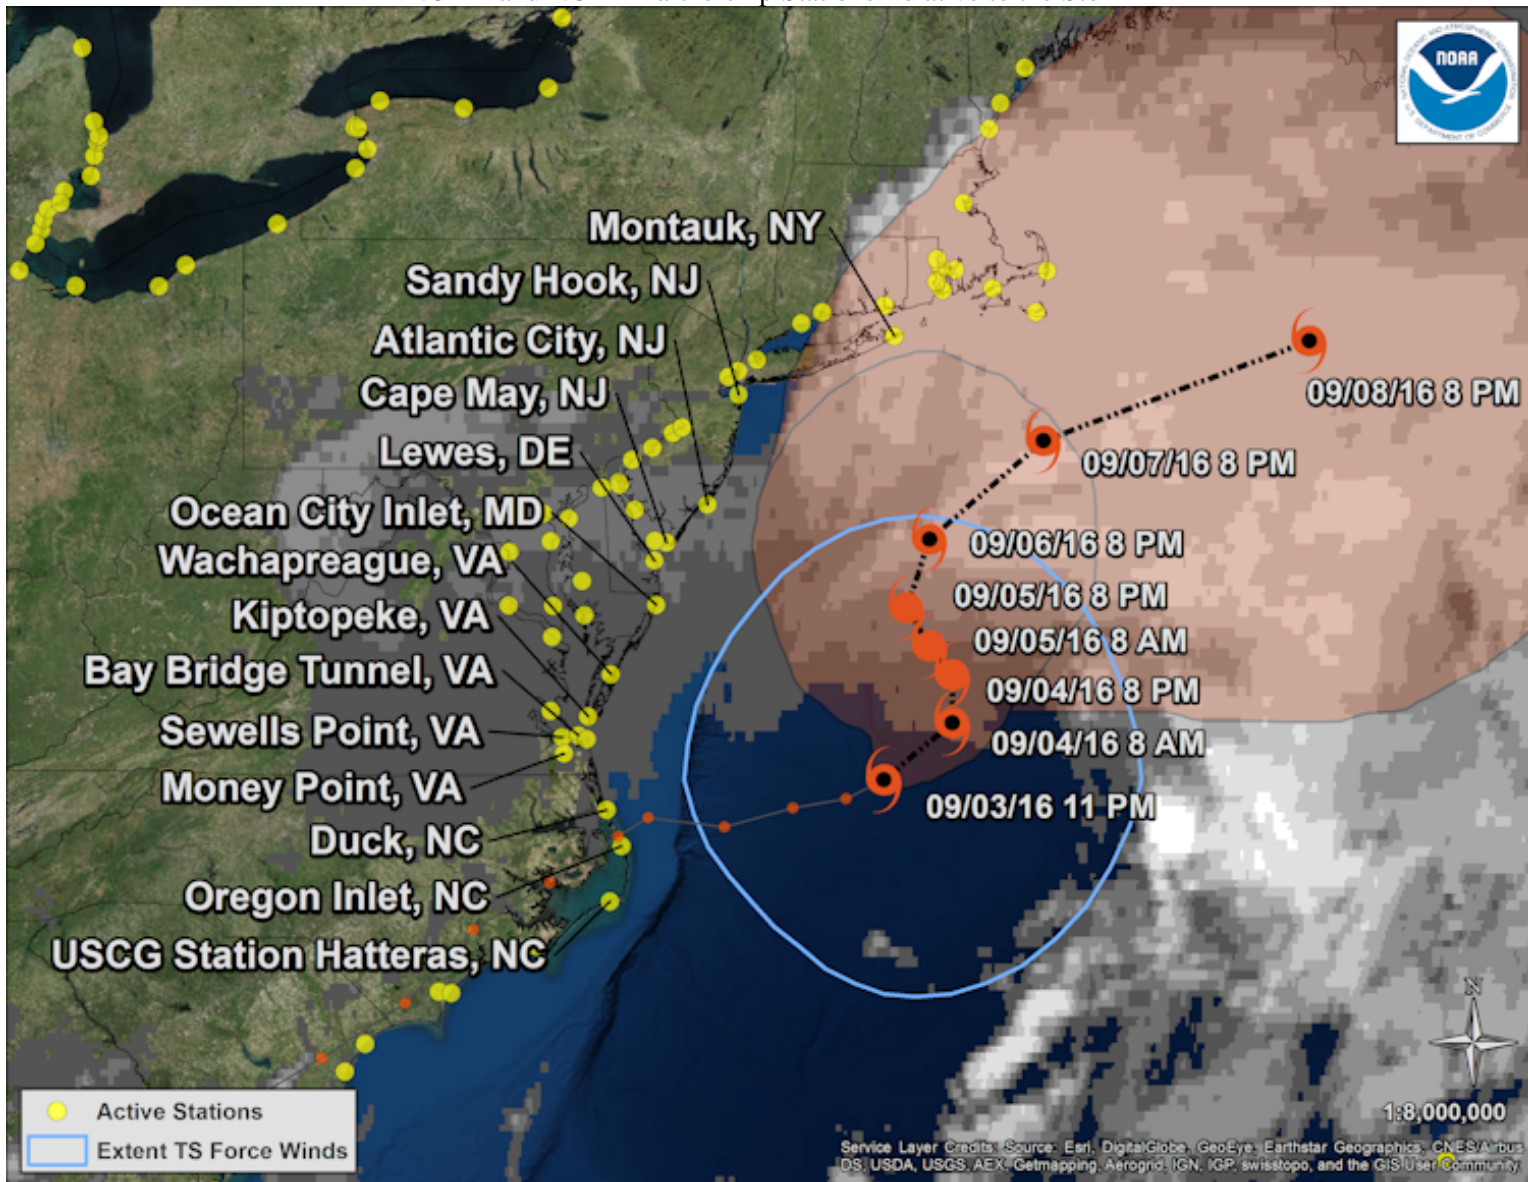 NOAA
Montauk, NY
Sandy Hook, NJ
Atlantic City, NJ
Cape May, NJ
Lewes, DE
Ocean City Inlet, MD
Wachapreague, VA
Kiptopeke, VA
Bay Bridge Tunnel, VA
Sewells Point, VA
Money Point, VA
Duck, NC
Oregon Inlet, NC
USCG Station Hatteras, NC
09/08/16 8 PM
09/07/16 8 PM
09/06/16 8 PM
09/05/16 8 PM
09/05/16 8 AM
09/04/16 8 PM
09/04/16 8 AM
09/03/16 11 PM
N
1:8,000,000
Active Stations
Extent TS Force Winds
Service Layer Credits: Source: Esri, DigitalGlobe, GeoEye, Earthstar Geographics, CNES/Airbus
DS, USDA, USGS, AEX, Getmapping, Aerogrid, IGN, IGP, swisstopo, and the GIS User Community